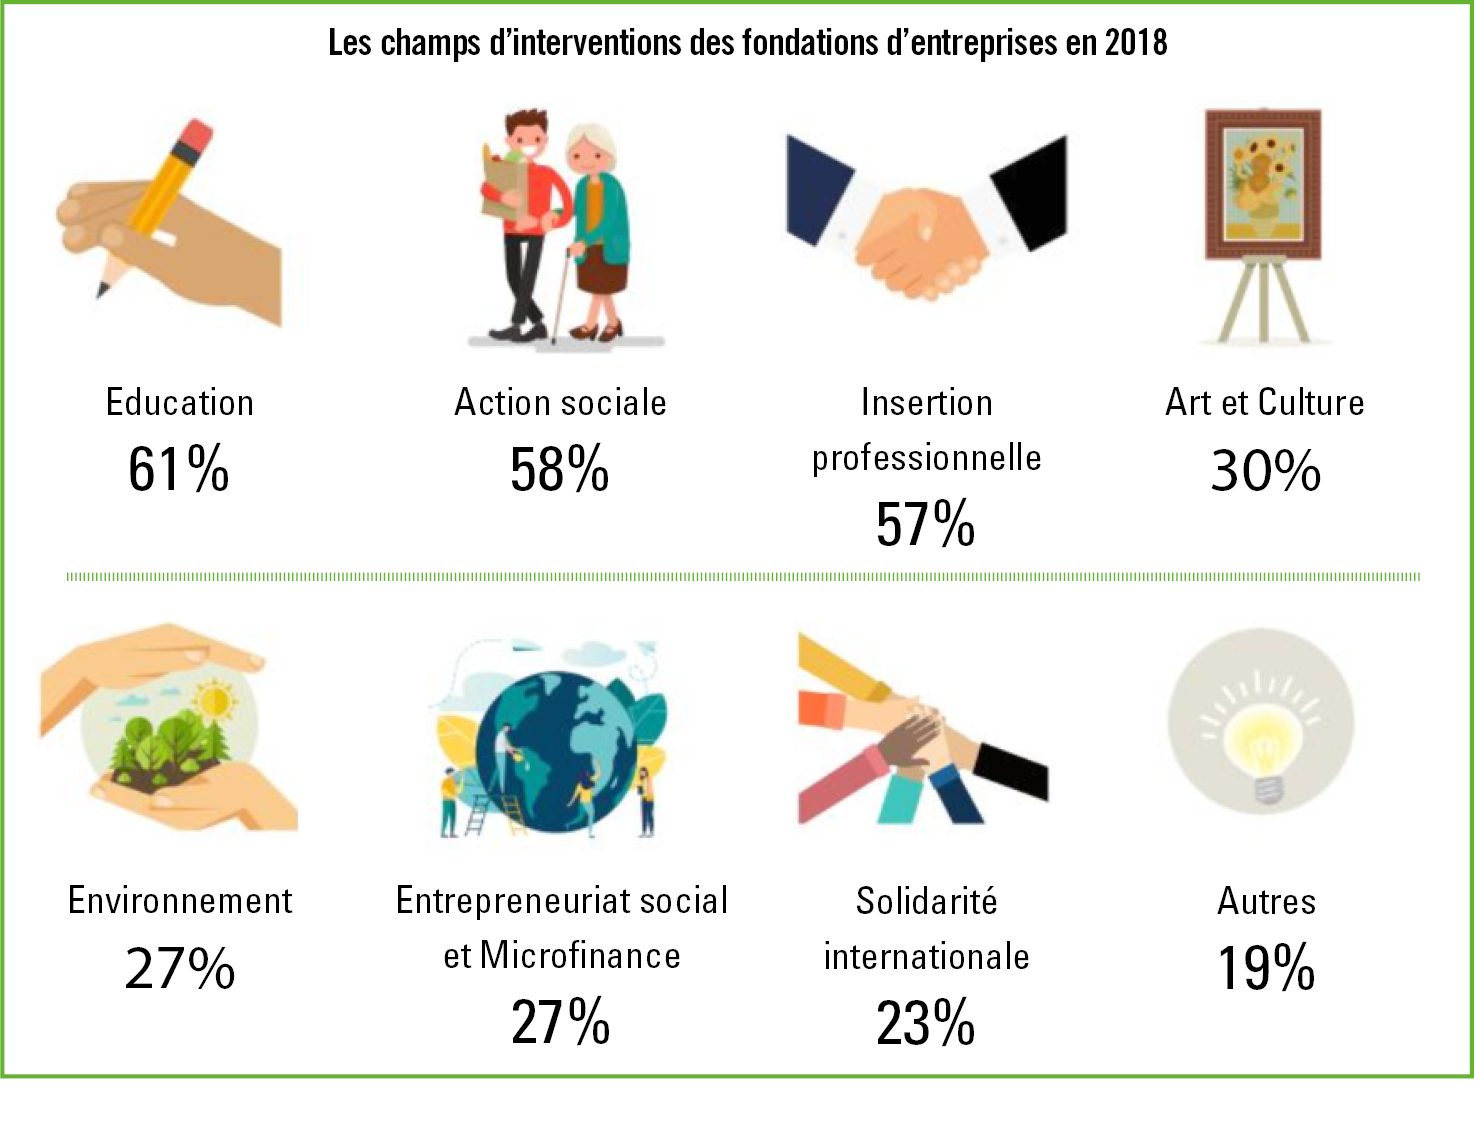 Les champs d’interventions des fondations d’entreprises en 2018
Education
61%
Action sociale
58%
Insertion
professionnelle
57%
Art et Culture
30%
Environnement
27%
Entrepreneuriat social
et Microfinance
27%
Solidarité
internationale
23%
Autres
19%